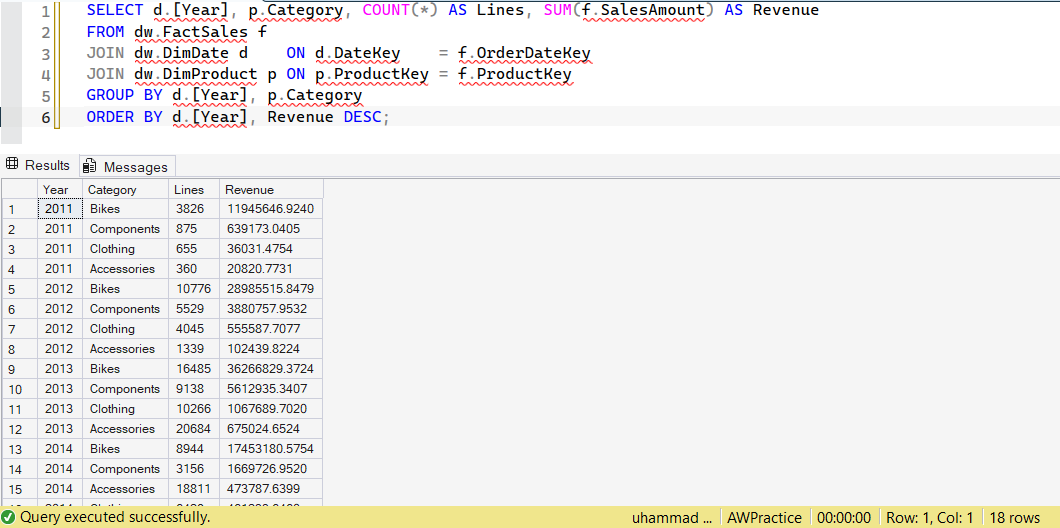 1 SELECT d.[Year], p.Category, COUNT(*) AS Lines, SUM(f.SalesAmount) AS Revenue
2 FROM dw.FactSales f
3 JOIN dw.DimDate d    ON d.DateKey    = f.OrderDateKey
4 JOIN dw.DimProduct p ON p.ProductKey = f.ProductKey
5 GROUP BY d.[Year], p.Category
6 ORDER BY d.[Year], Revenue DESC;
Results Messages
Year Category Lines Revenue
1 2011 Bikes 3826 11945646.9240
2 2011 Components 875 639173.0405
3 2011 Clothing 655 36031.4754
4 2011 Accessories 360 20820.7731
5 2012 Bikes 10776 28985515.8479
6 2012 Components 5529 3880757.9532
7 2012 Clothing 4045 555587.7077
8 2012 Accessories 1339 102439.8224
9 2013 Bikes 16485 36266829.3724
10 2013 Components 9138 5612935.3407
11 2013 Clothing 10266 1067689.7020
12 2013 Accessories 20684 675024.6524
13 2014 Bikes 8944 17453180.5754
14 2014 Components 3156 1669726.9520
15 2014 Accessories 18811 473787.6399
Query executed successfully. uhammad ... AWPractice 00:00:00 Row: 1, Col: 1 18 rows